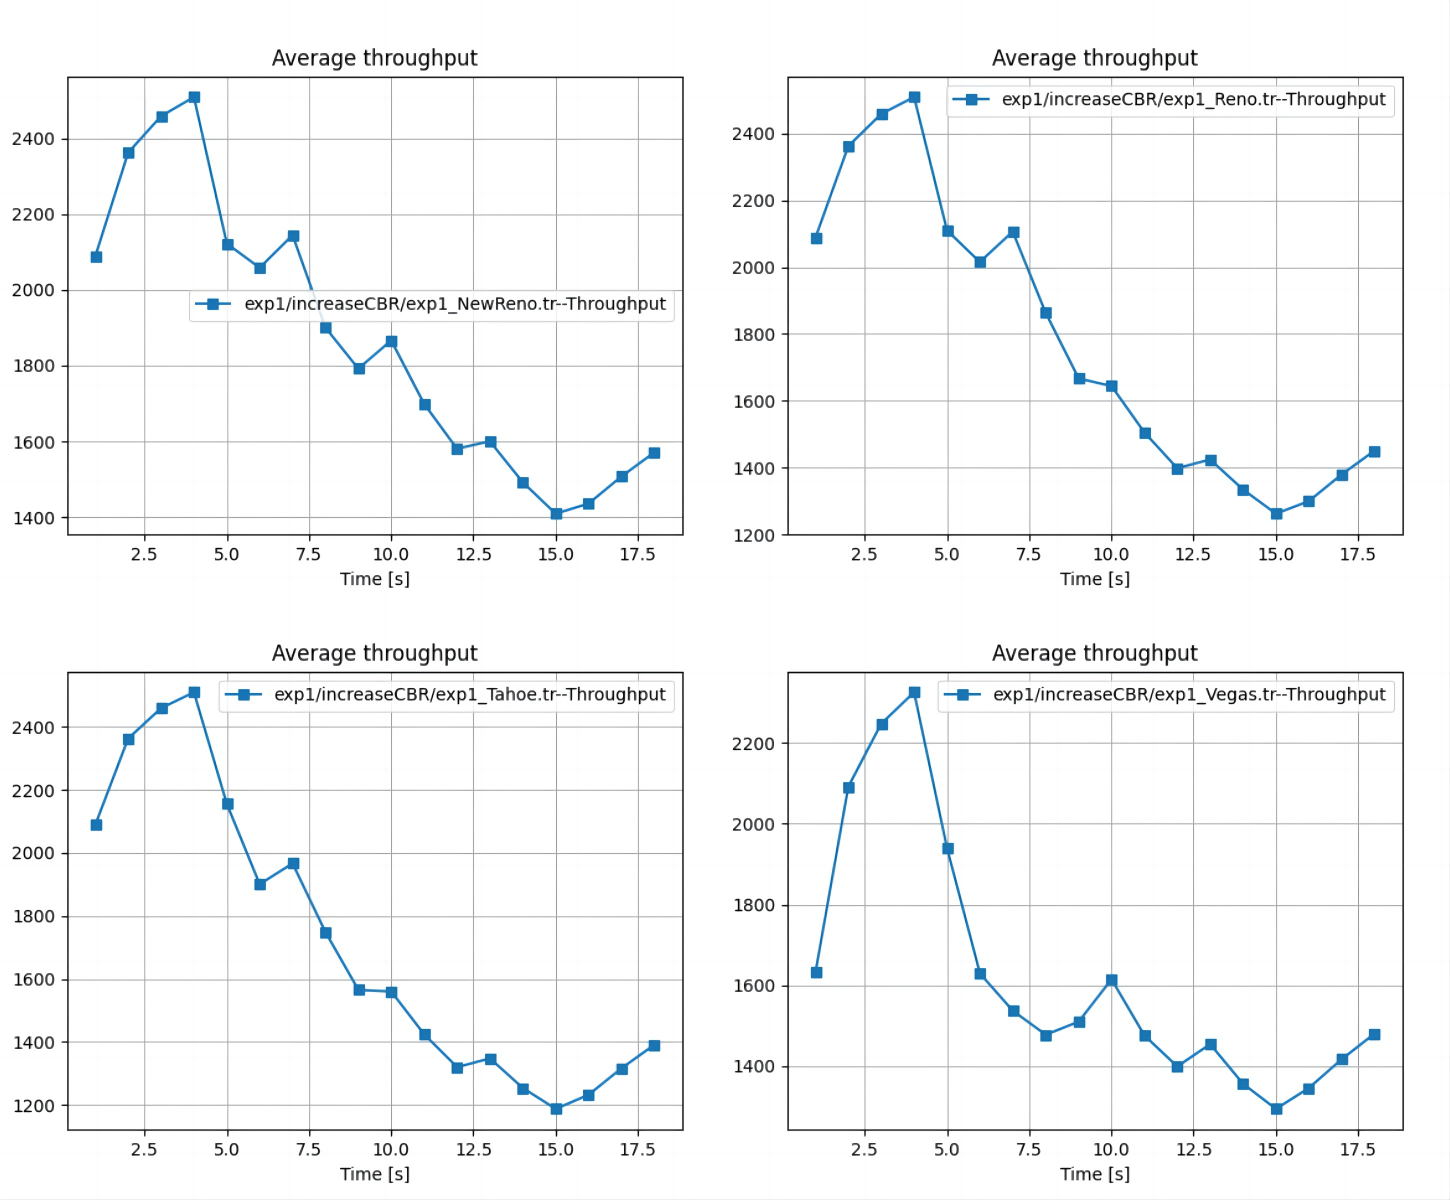 Average throughput
exp1/increaseCBR/exp1_NewReno.tr--Throughput
2400
2200
2000
1800
1600
1400
2.5 5.0 7.5 10.0 12.5 15.0 17.5
Time [s]
Average throughput
exp1/increaseCBR/exp1_Reno.tr--Throughput
2400
2200
2000
1800
1600
1400
1200
2.5 5.0 7.5 10.0 12.5 15.0 17.5
Time [s]
Average throughput
exp1/increaseCBR/exp1_Tahoe.tr--Throughput
2400
2200
2000
1800
1600
1400
1200
2.5 5.0 7.5 10.0 12.5 15.0 17.5
Time [s]
Average throughput
exp1/increaseCBR/exp1_Vegas.tr--Throughput
2200
2000
1800
1600
1400
2.5 5.0 7.5 10.0 12.5 15.0 17.5
Time [s]